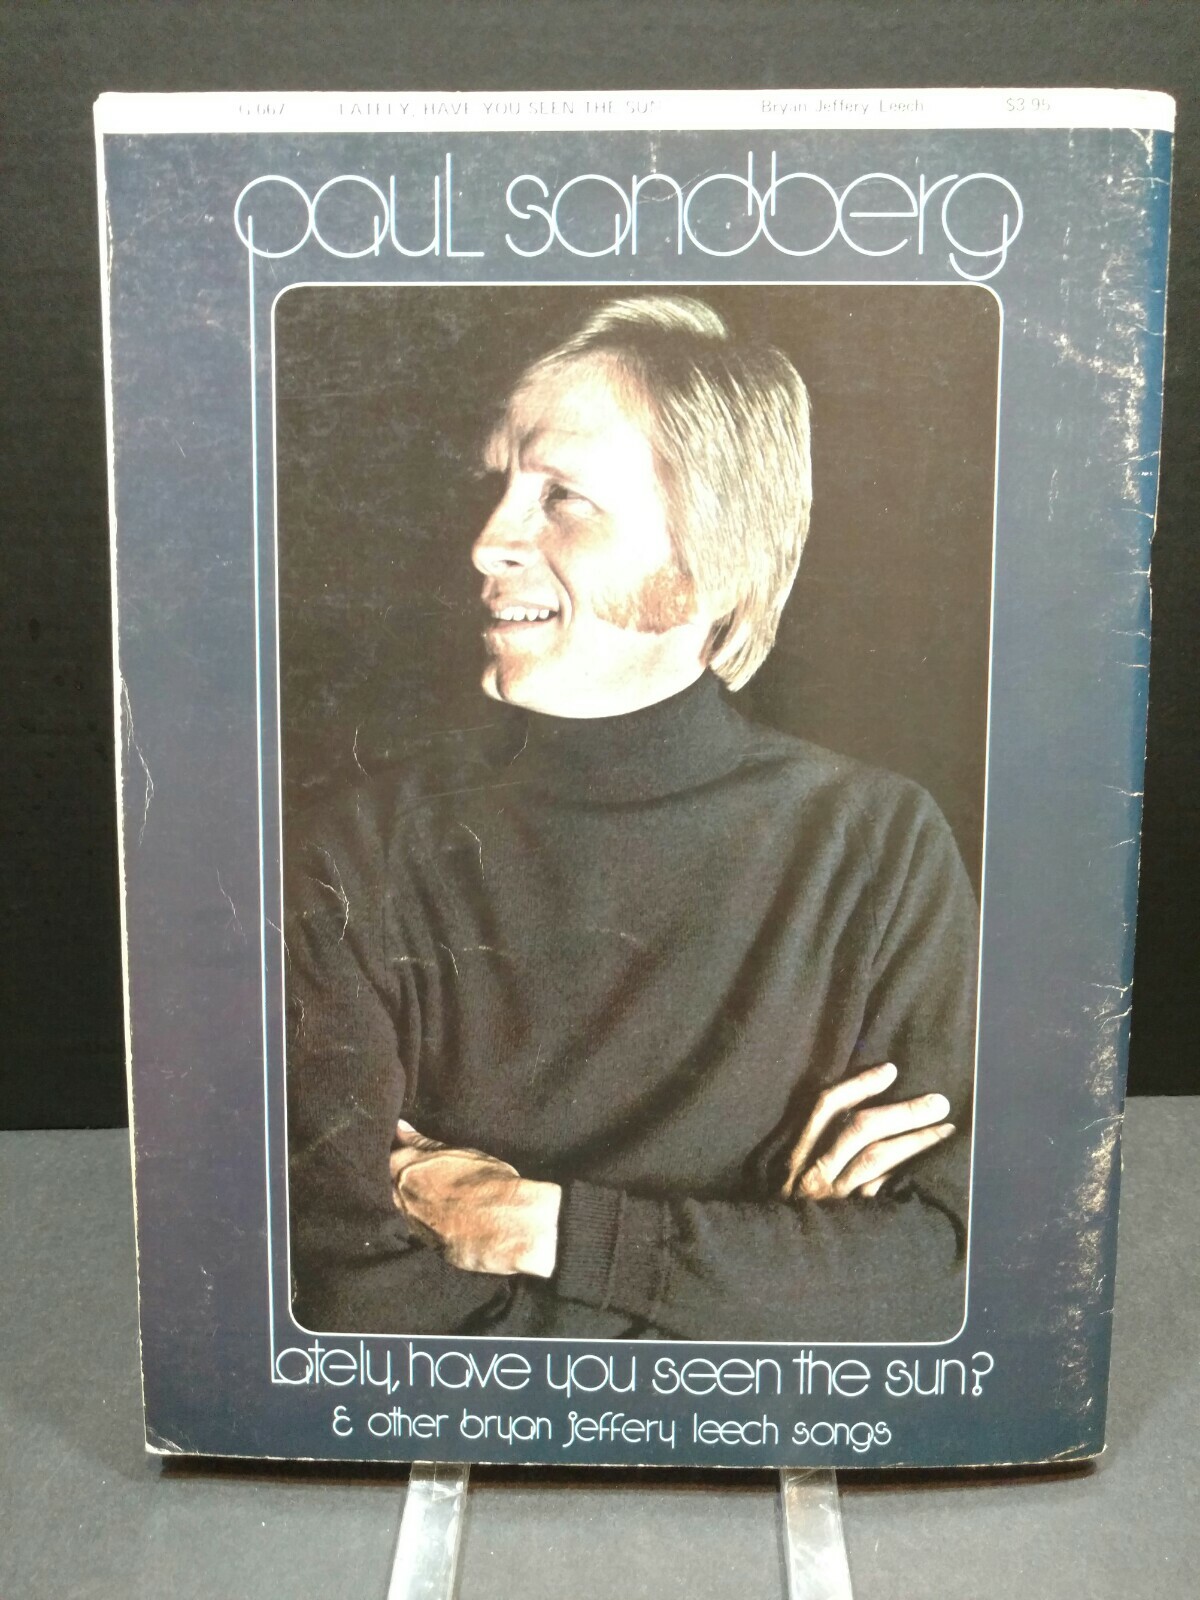 G-667 LATELY, HAVE YOU SEEN THE SUN Bryan Jeffery Leech $3.95
paul sandberg
lately, have you seen the sun?
& other bryan jeffery leech songs